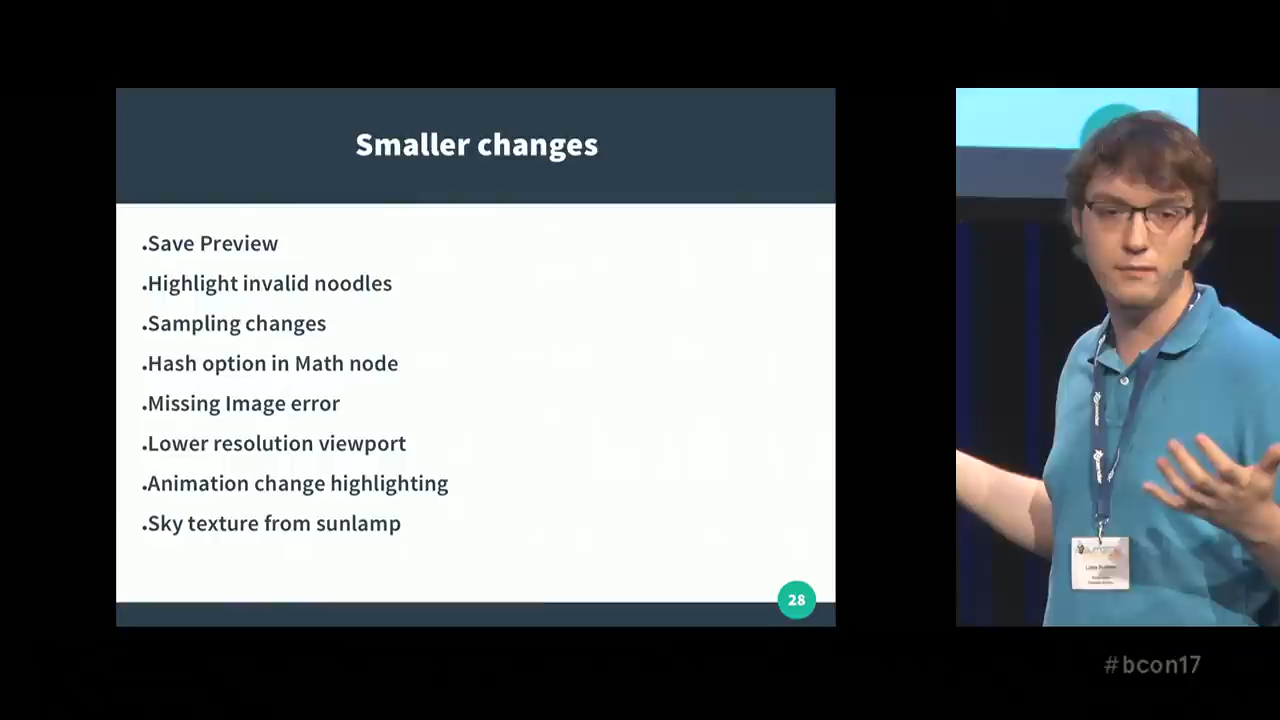 Smaller changes
.Save Preview
.Highlight invalid noodles
.Sampling changes
.Hash option in Math node
.Missing Image error
.Lower resolution viewport
.Animation change highlighting
.Sky texture from sunlamp
28
#bcon17